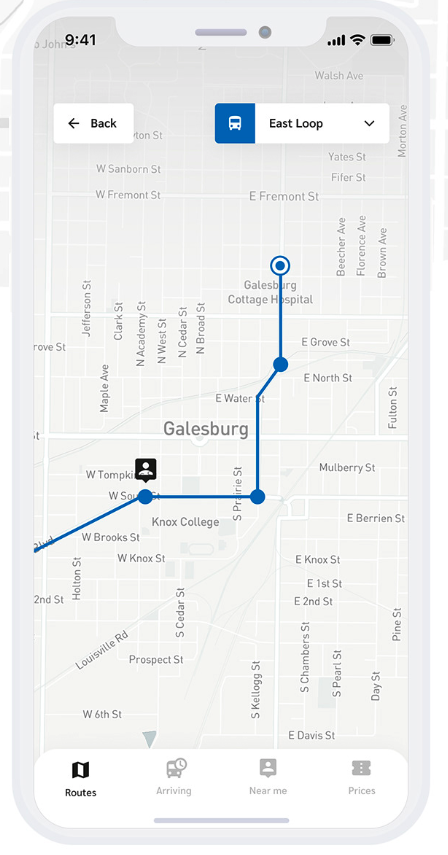 9:41
John's
Walsh Ave
Back
East Loop
Morton Ave
Yates St
W Sanborn St
Fifer St
W Fremont St
E Fremont St
Beecher Ave
Florence Ave
Brown Ave
Galesburg
Cottage Hospital
Jefferson St
Clark St
N Academy St
N West St
N Cedar St
N Broad St
E Grove St
rove St
Maple Ave
E North St
E Water St
Fulton St
Galesburg
Mulberry St
W Tompki
W Sou St
S Prairie St
Knox College
E Berrien St
Blvd
W Brooks St
W Knox St
E Knox St
Holton St
E 1st St
2nd St
E 2nd St
S Cedar St
Pine St
Louisville Rd
S Chambers St
Prospect St
S Kellogg St
S Pearl St
Day St
W 6th St
E Davis St
Routes
Arriving
Near me
Prices